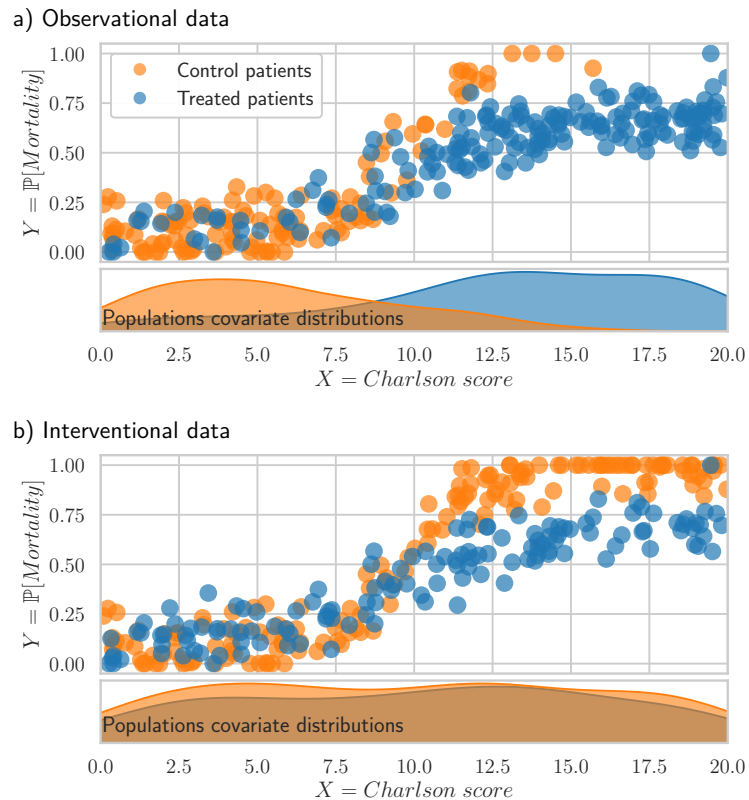 a) Observational data
1.00
0.75
0.50
0.25
0.00
Y = ℙ[Mortality]
Control patients
Treated patients
Populations covariate distributions
0.0 2.5 5.0 7.5 10.0 12.5 15.0 17.5 20.0
X = Charlson score
b) Interventional data
1.00
0.75
0.50
0.25
0.00
Y = ℙ[Mortality]
Populations covariate distributions
0.0 2.5 5.0 7.5 10.0 12.5 15.0 17.5 20.0
X = Charlson score